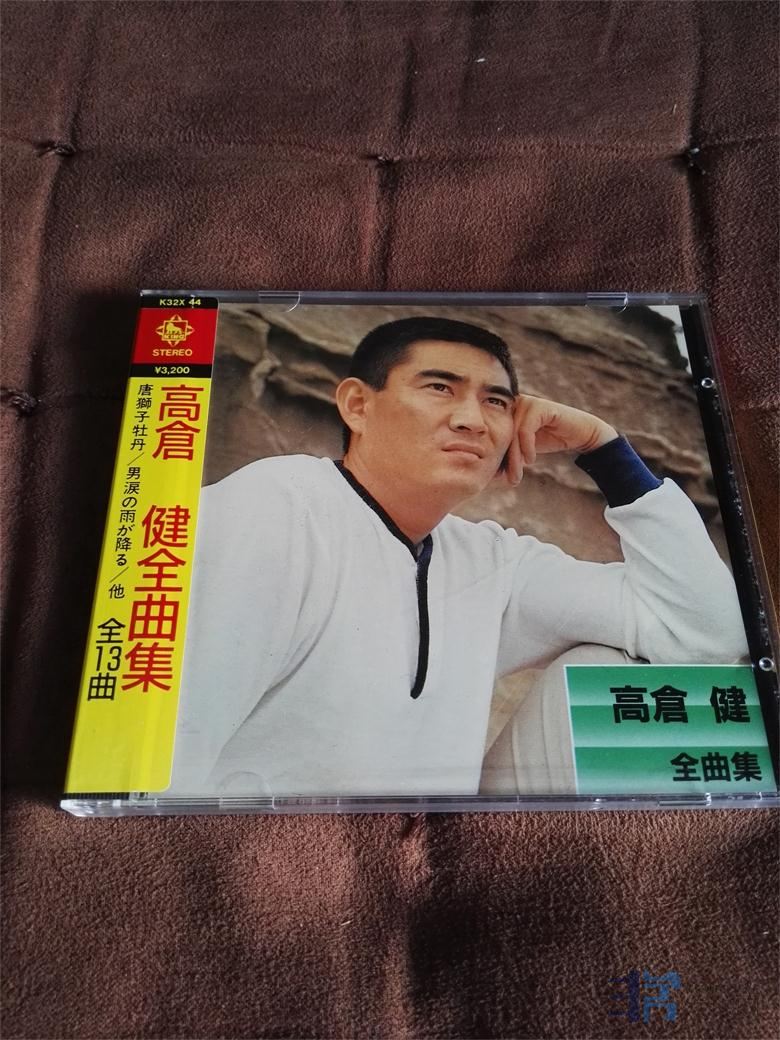 K32X 44
KING
STEREO
¥3,200
高倉 健全曲集
唐獅子牡丹／男涙の雨が降る／他
全13曲
高倉 健
全曲集